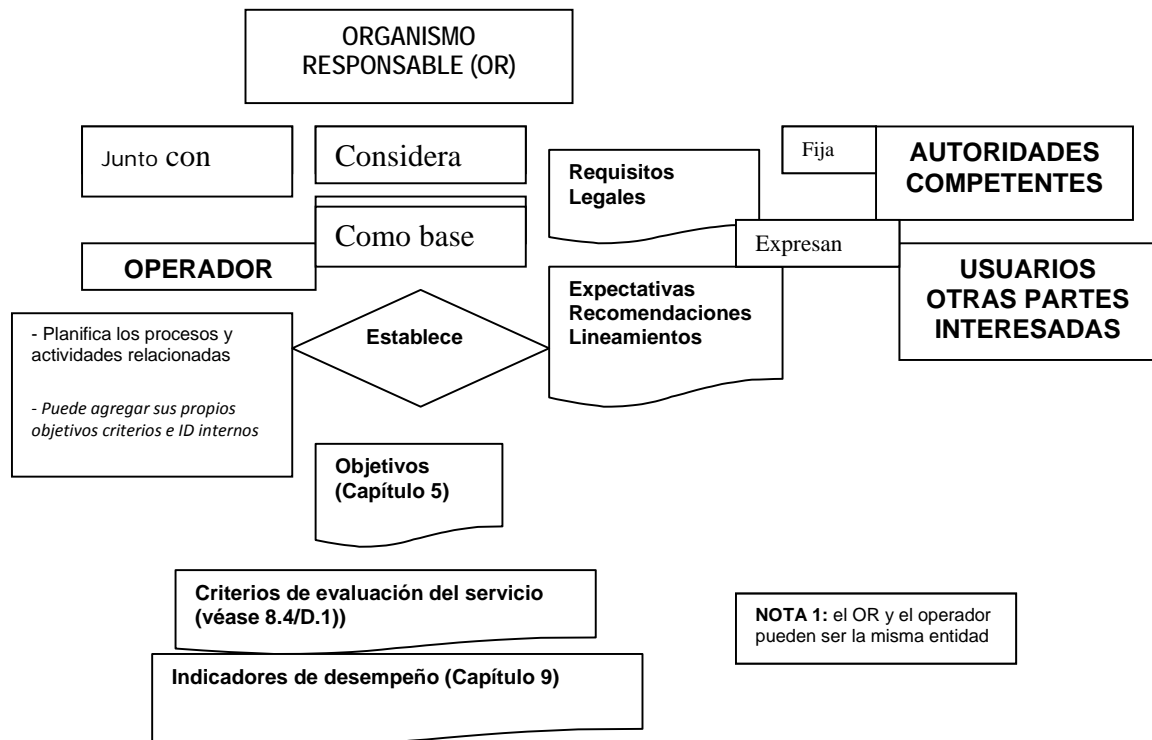 ORGANISMO
RESPONSABLE (OR)
Junto con
Considera
Requisitos
Legales
Fija
AUTORIDADES
COMPETENTES
Como base
Expresan
OPERADOR
USUARIOS
OTRAS PARTES
INTERESADAS
Expectativas
Recomendaciones
Lineamientos
- Planifica los procesos y
actividades relacionadas
- Puede agregar sus propios
objetivos criterios e ID internos
Establece
Objetivos
(Capítulo 5)
Criterios de evaluación del servicio
(véase 8.4/D.1))
NOTA 1: el OR y el operador
pueden ser la misma entidad
Indicadores de desempeño (Capítulo 9)